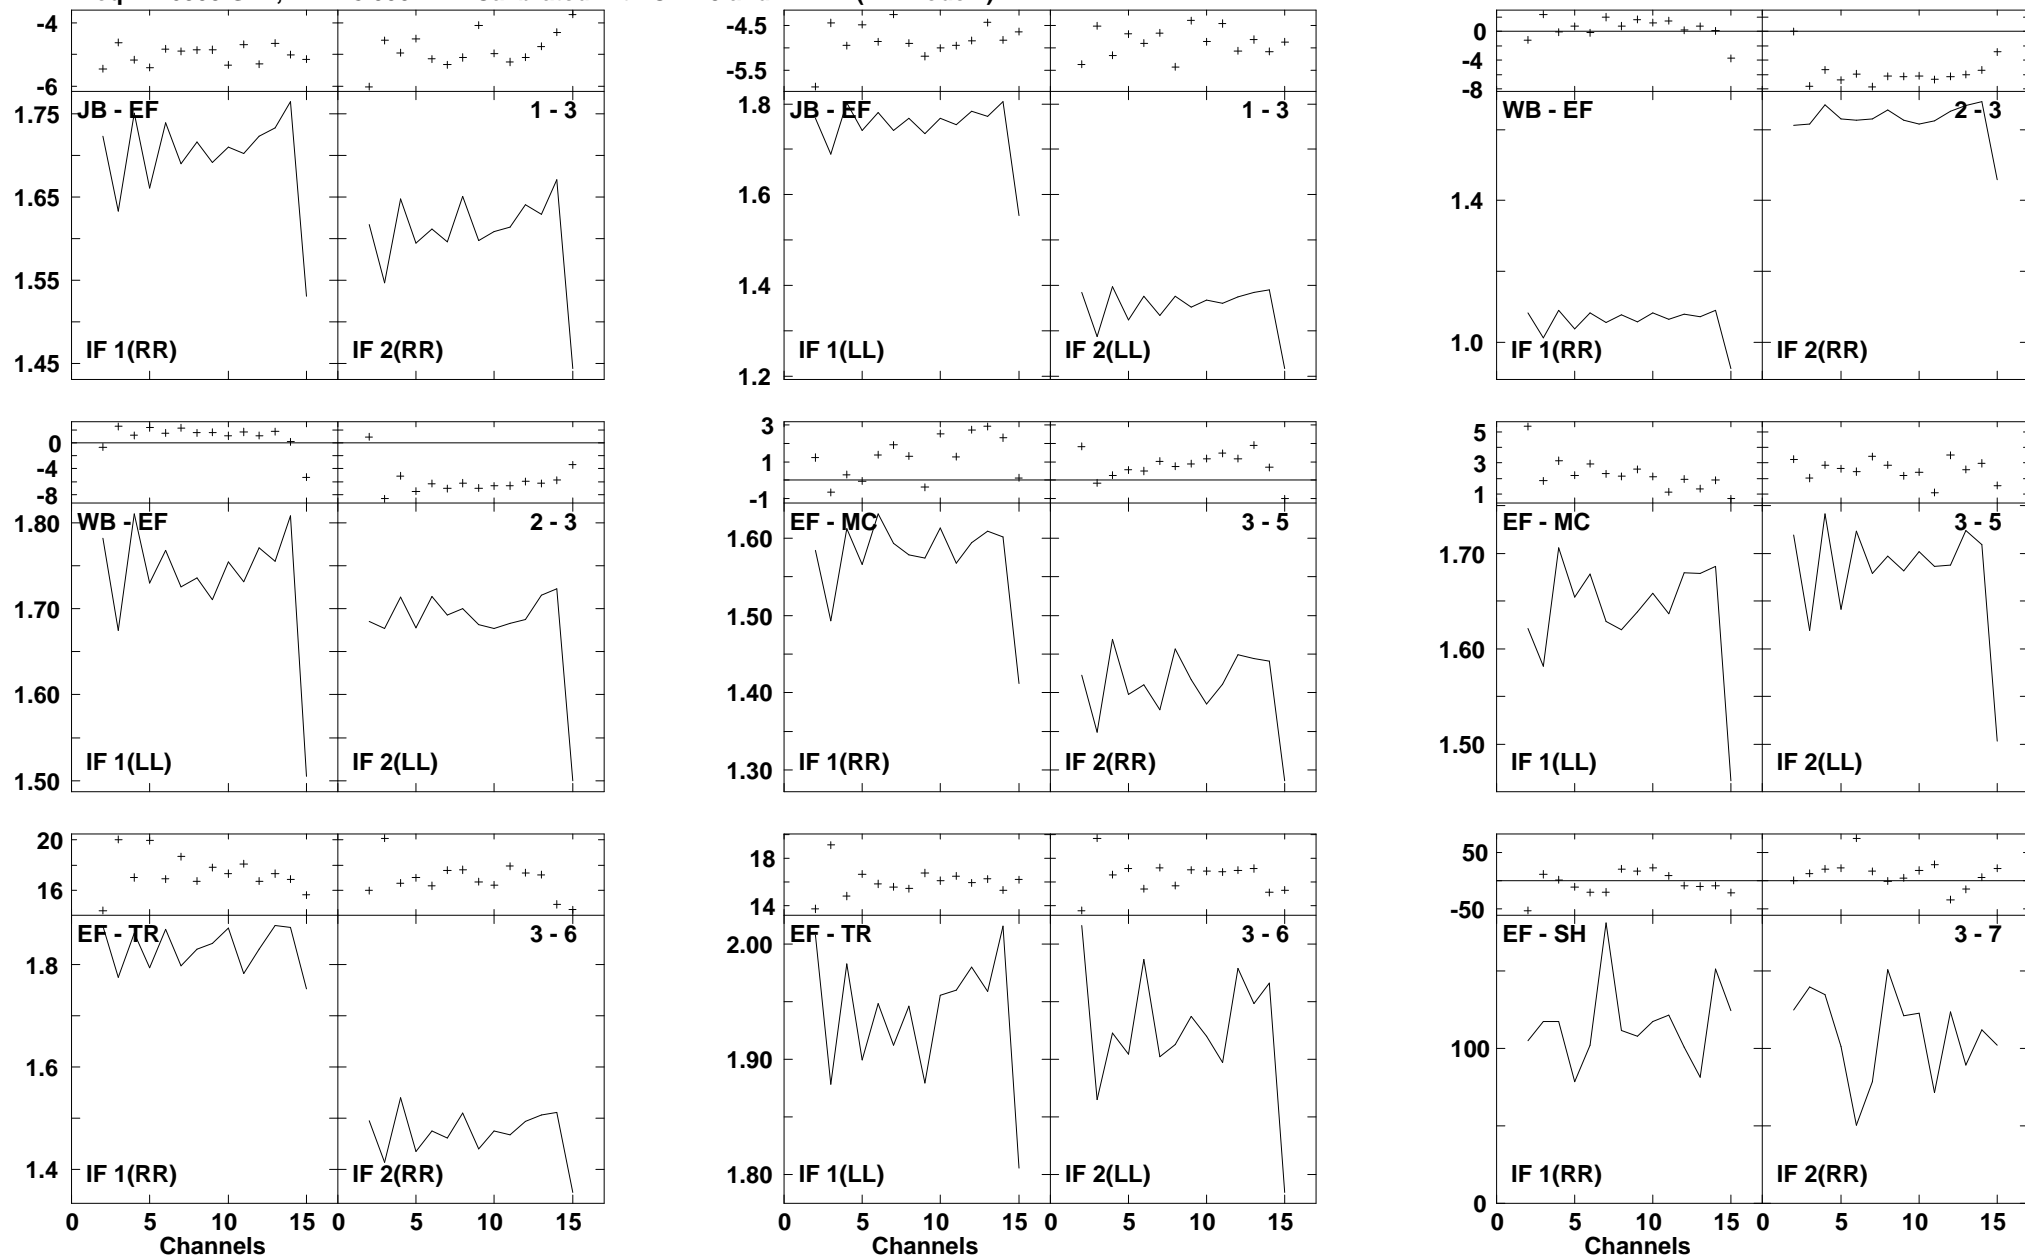 -4
-6
JB - EF 1 - 3
1.75
1.65
1.55
1.45
IF 1(RR) IF 2(RR)
-4.5
-5.5
JB - EF 1 - 3
1.8
1.6
1.4
1.2
IF 1(LL) IF 2(LL)
0
-4
-8
WB - EF 2 - 3
1.4
1.0
IF 1(RR) IF 2(RR)
0
-4
-8
WB - EF 2 - 3
1.80
1.70
1.60
1.50
IF 1(LL) IF 2(LL)
3
1
-1
EF - MC 3 - 5
1.60
1.50
1.40
1.30
IF 1(RR) IF 2(RR)
5
3
1
EF - MC 3 - 5
1.70
1.60
1.50
IF 1(LL) IF 2(LL)
20
16
EF - TR 3 - 6
1.8
1.6
1.4
IF 1(RR) IF 2(RR)
0 5 10 15 0 5 10 15
Channels
18
14
EF - TR 3 - 6
2.00
1.90
1.80
IF 1(LL) IF 2(LL)
0 5 10 15 0 5 10 15
Channels
50
-50
EF - SH 3 - 7
100
0
IF 1(RR) IF 2(RR)
0 5 10 15 0 5 10 15
Channels